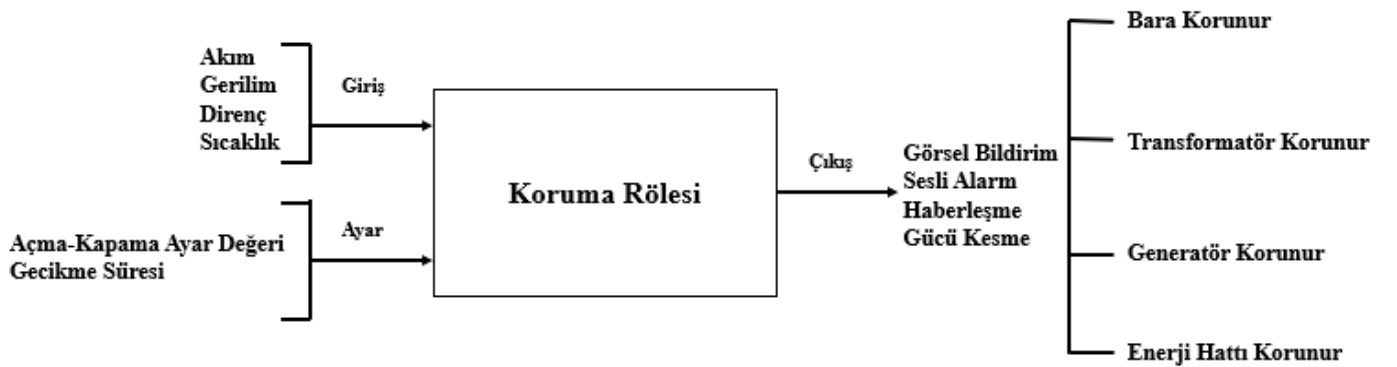 Akım
Gerilim
Direnç
Sıcaklık
Giriş
Açma-Kapama Ayar Değeri
Gecikme Süresi
Ayar
Koruma Rölesi
Çıkış
Görsel Bildirim
Sesli Alarm
Haberleşme
Gücü Kesme
Bara Korunur
Transformatör Korunur
Generatör Korunur
Enerji Hattı Korunur